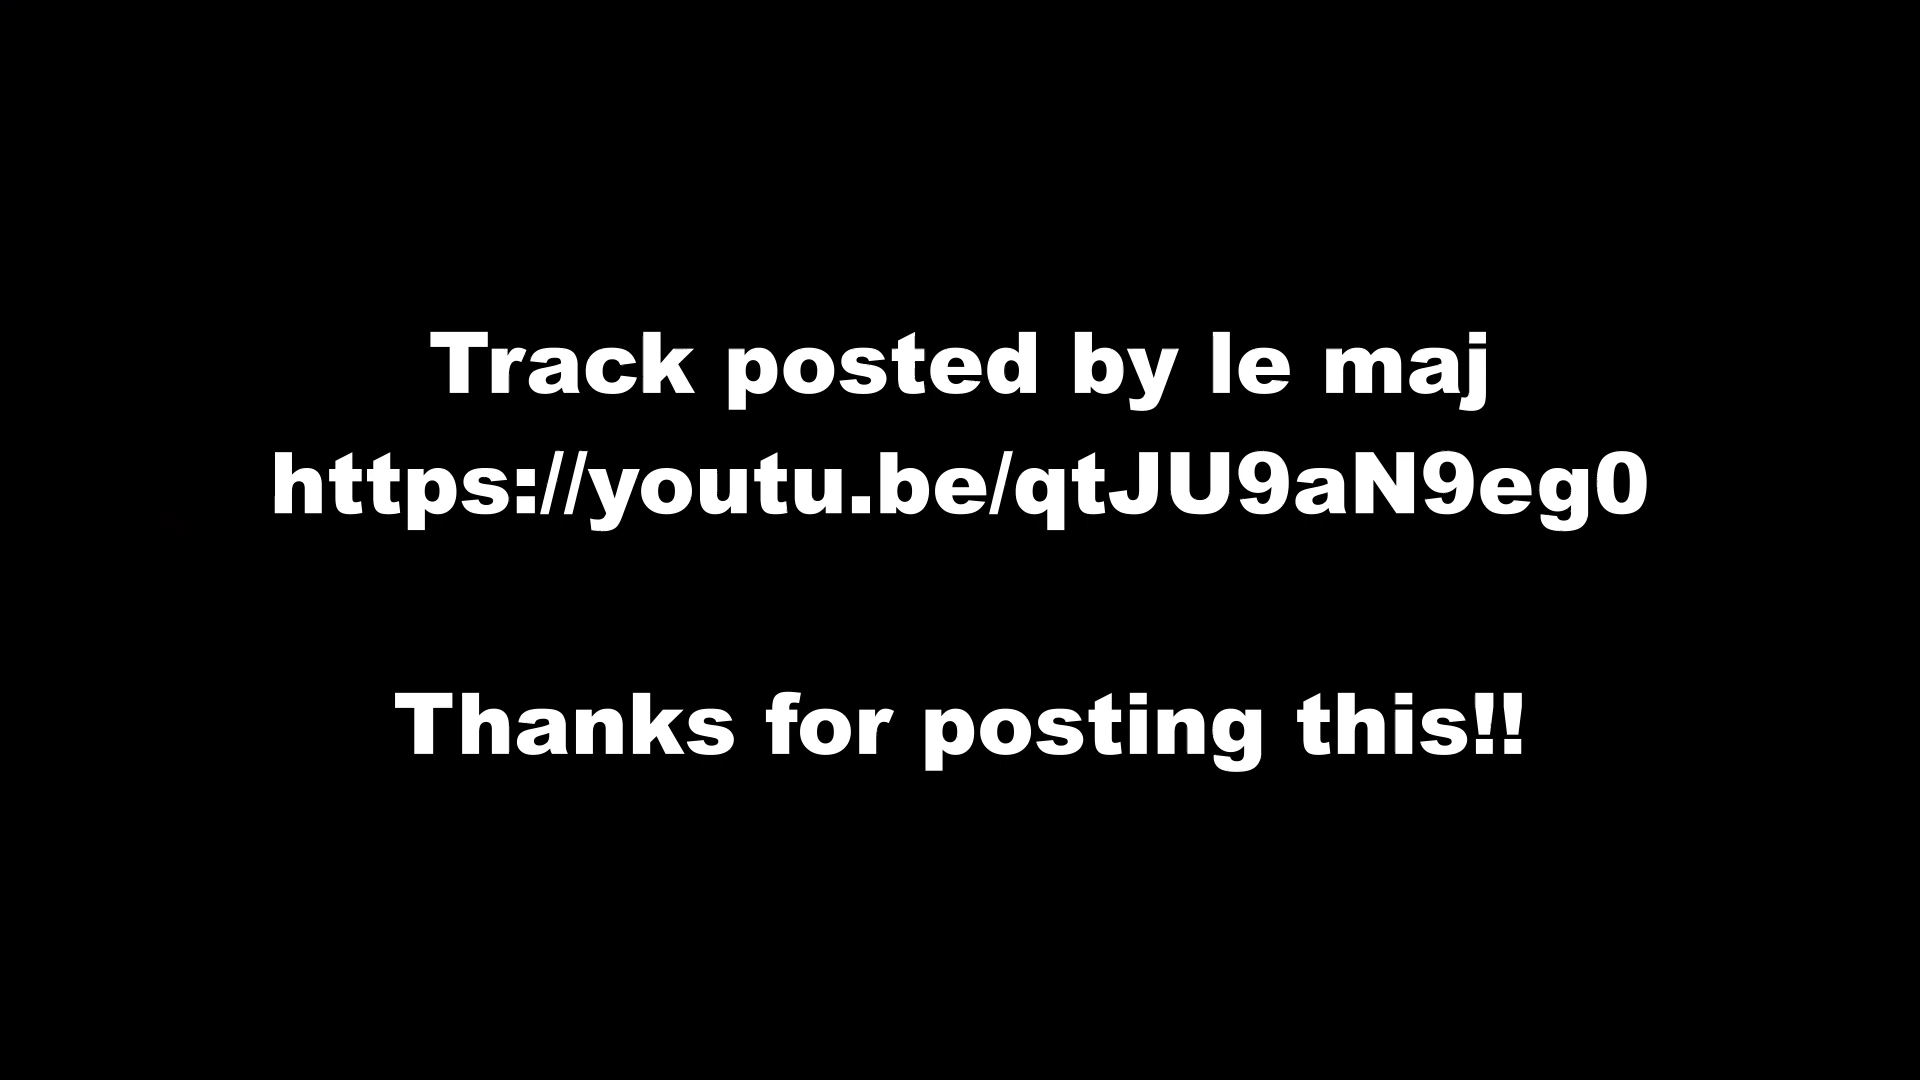 Track posted by le maj
https://youtu.be/qtJU9aN9eg0
Thanks for posting this!!